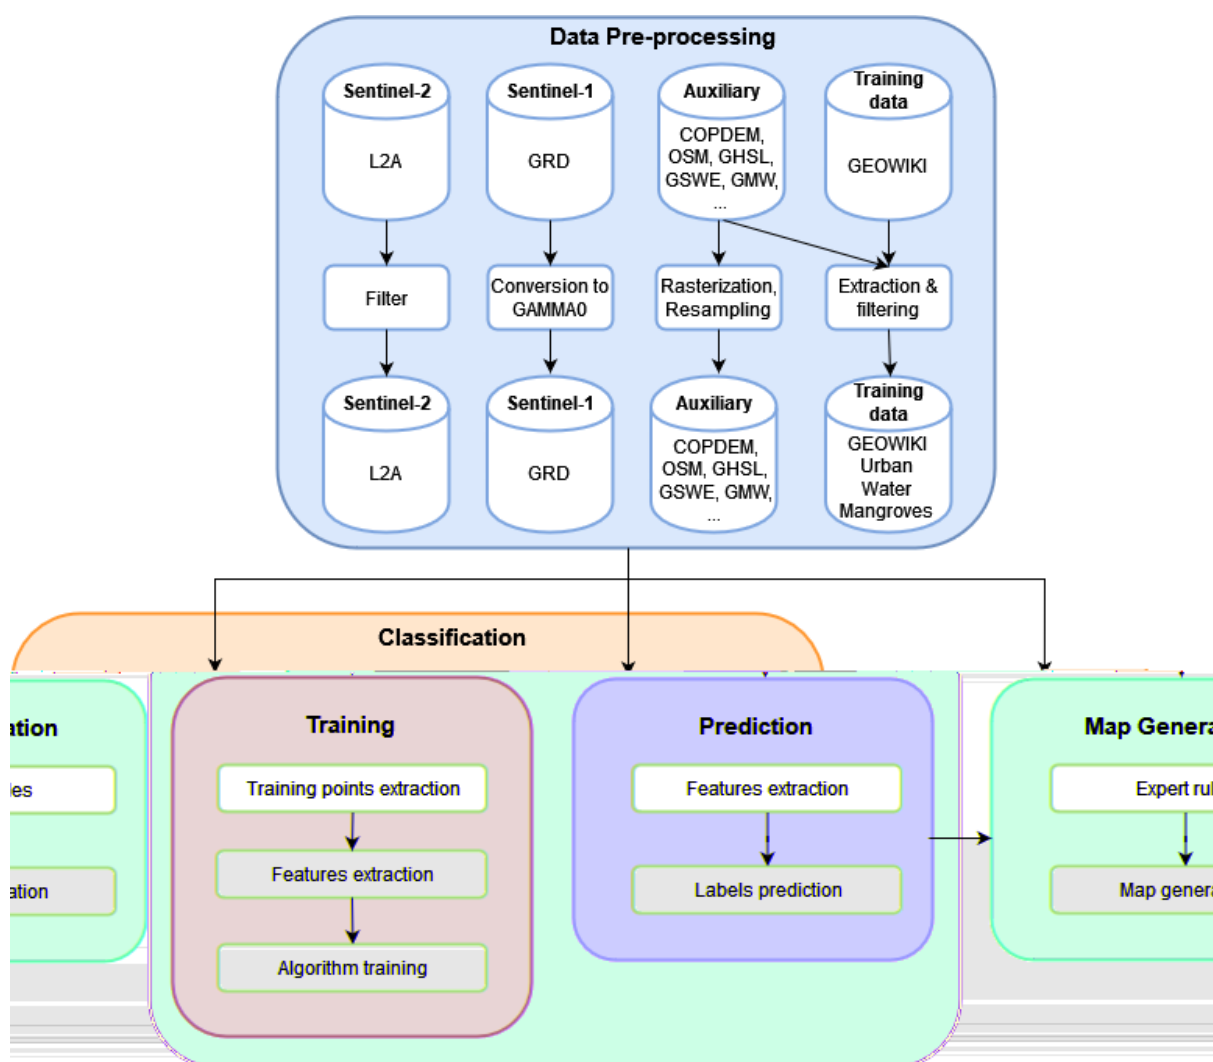 Data Pre-processing
Sentinel-2
L2A
Sentinel-1
GRD
Auxiliary
COPDEM,
OSM, GHSL,
GSWE, GMW,
...
Training
data
GEOWIKI
Filter
Conversion to
GAMMA0
Rasterization,
Resampling
Extraction &
filtering
Sentinel-2
L2A
Sentinel-1
GRD
Auxiliary
COPDEM,
OSM, GHSL,
GSWE, GMW,
...
Training
data
GEOWIKI
Urban
Water
Mangroves
Classification
ation
les
ation
Training
Training points extraction
Features extraction
Algorithm training
Prediction
Features extraction
Labels prediction
Map Genera
Expert rul
Map genera